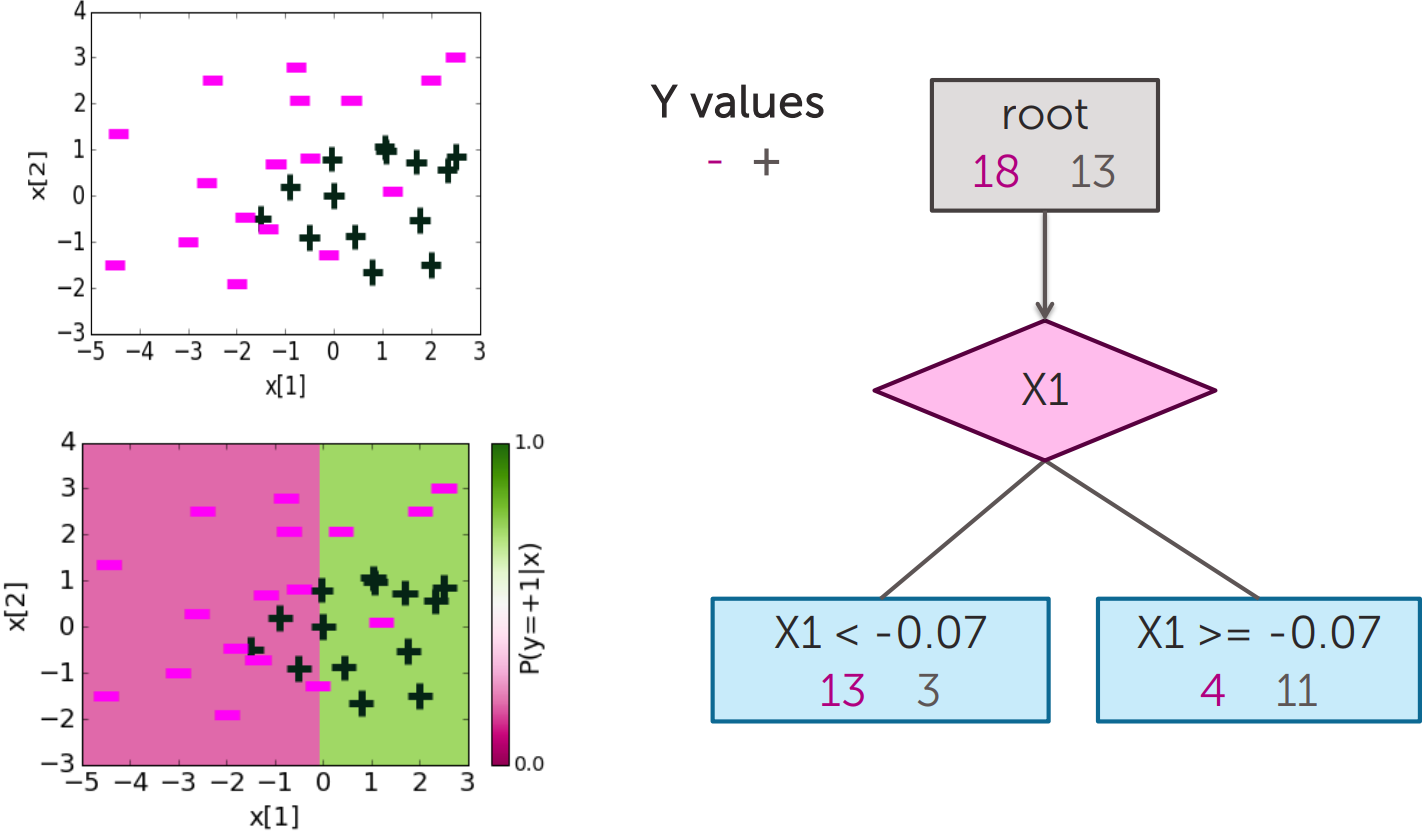 4
3
2
1
0
−1
−2
−3
x[2]
−5 −4 −3 −2 −1 0 1 2 3
x[1]
4
3
2
1
0
−1
−2
−3
x[2]
−5 −4 −3 −2 −1 0 1 2 3
x[1]
1.0
0.0
P(y=+1|x)
Y values
- +
root
18 13
X1
X1 < -0.07
13 3
X1 >= -0.07
4 11